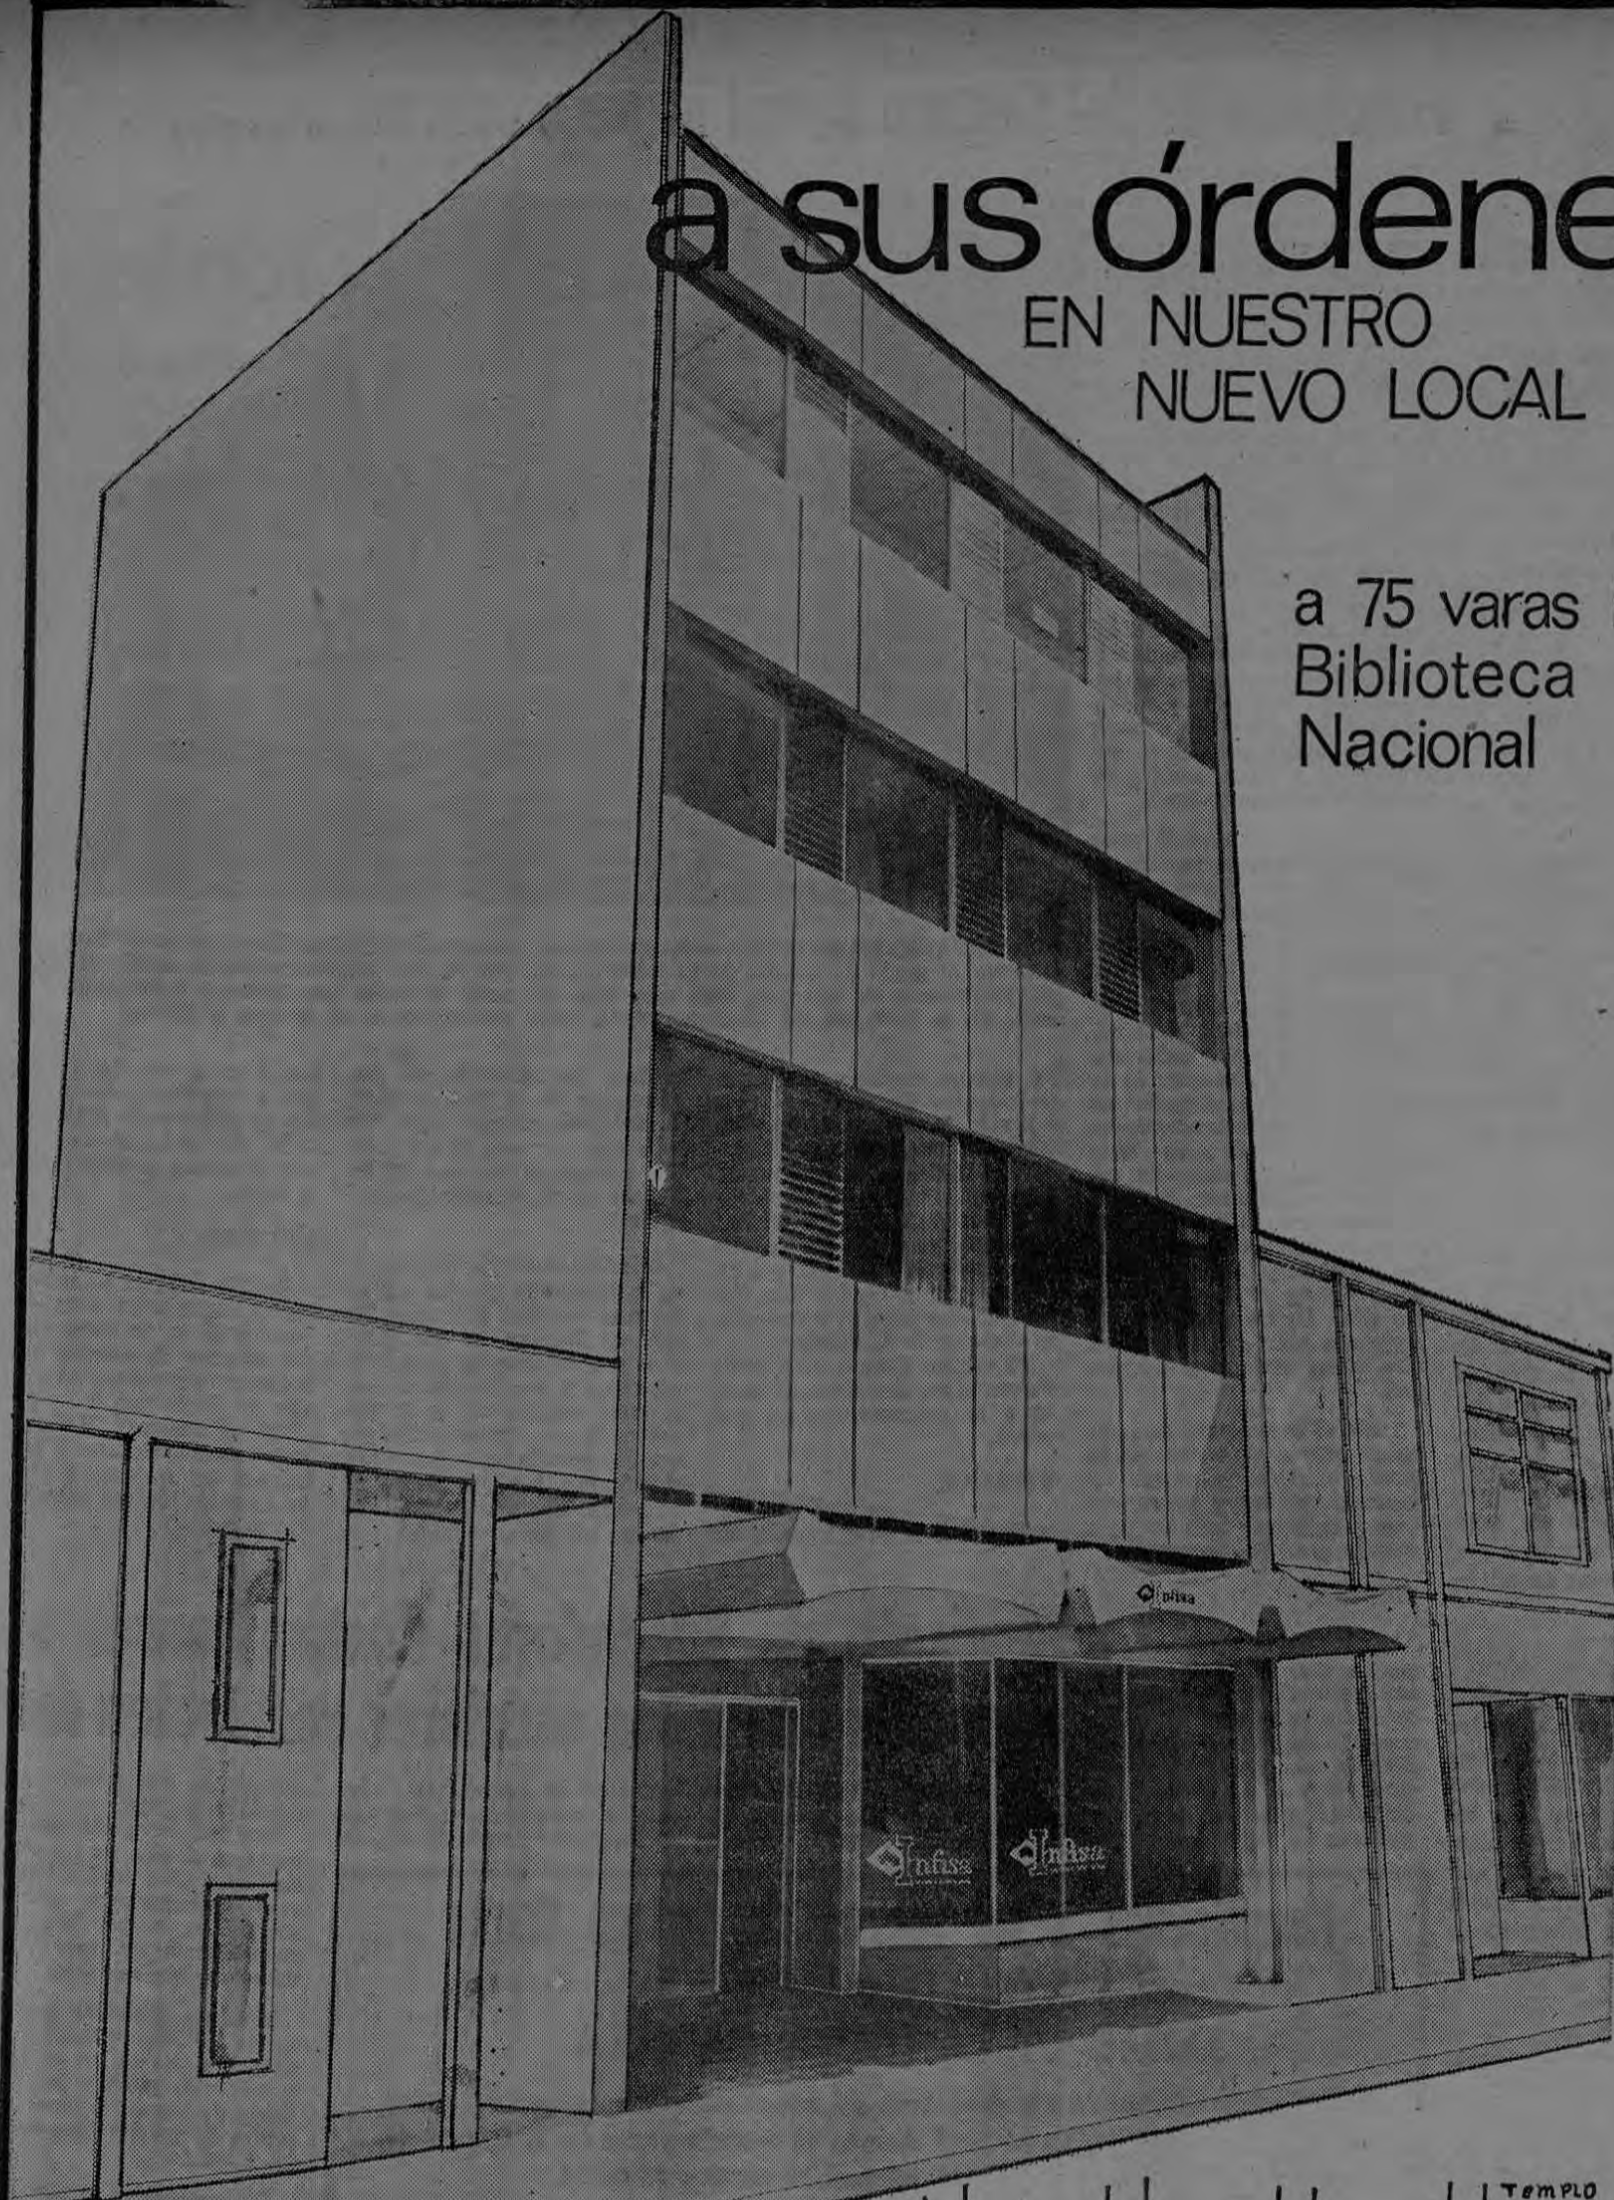 a sus órdene
EN NUESTRO
NUEVO LOCAL
a 75 varas
Biblioteca
Nacional
infisa
infisa
infisa
TEMPLO